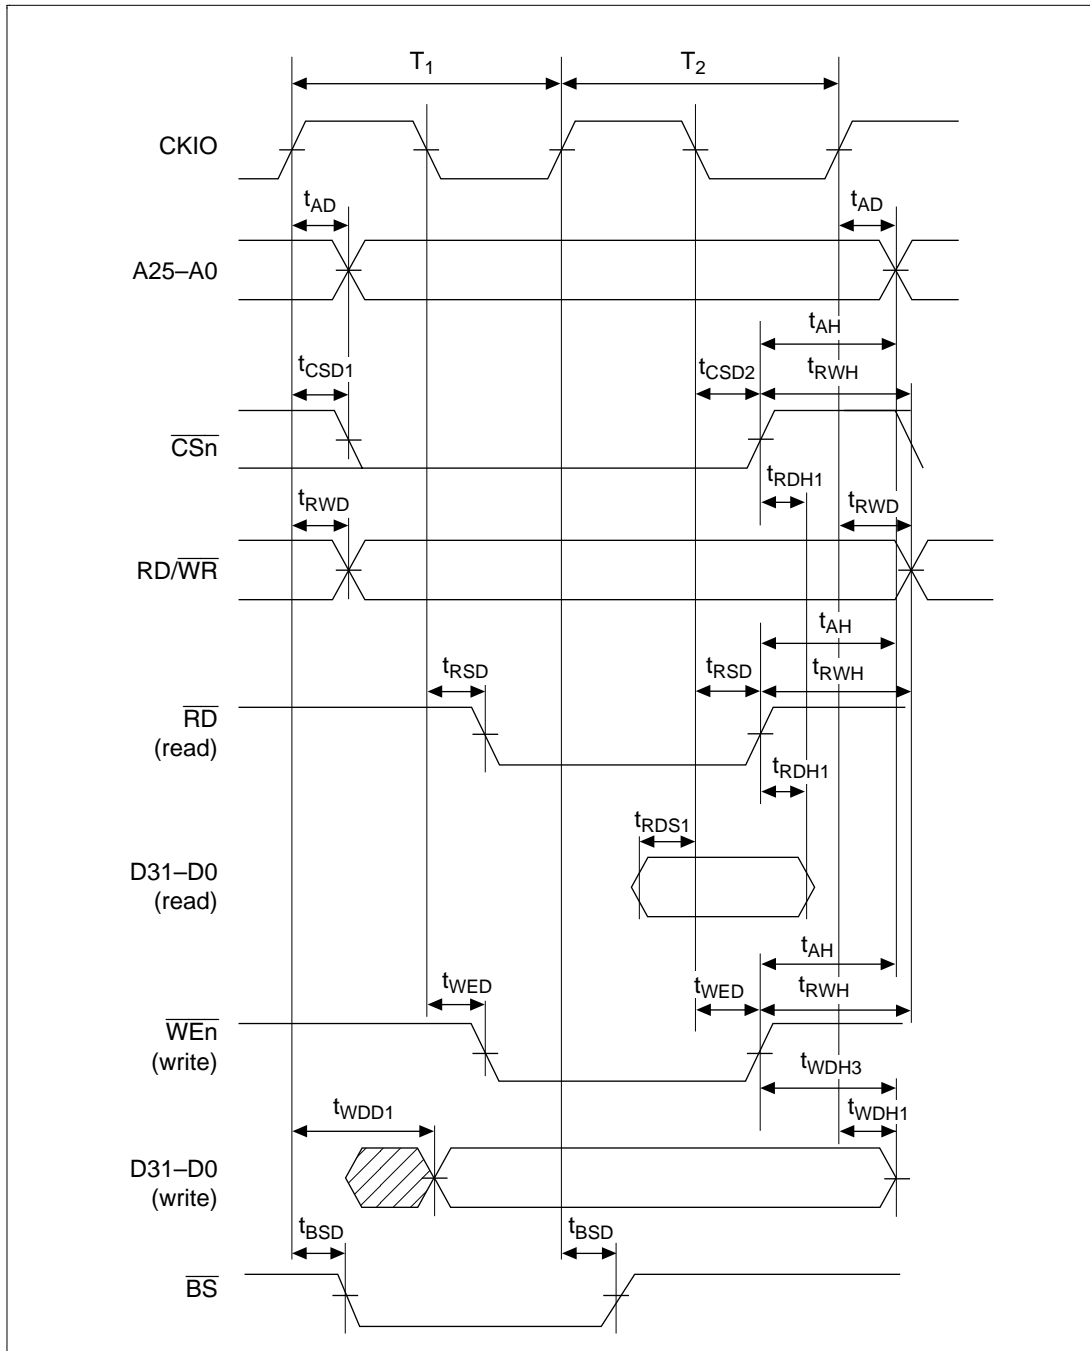 T1 T2
CKIO
tAD tAD
A25–A0
tAH
tCSD1 tCSD2 tRWH
CSn
tRDH1
tRWD tRWD
RD/WR
tAH
tRSD tRSD tRWH
RD
(read)
tRDH1
tRDS1
D31–D0
(read)
tAH
tWED tWED tRWH
WEn
(write)
tWDH3
tWDD1 tWDH1
D31–D0
(write)
tBSD tBSD
BS